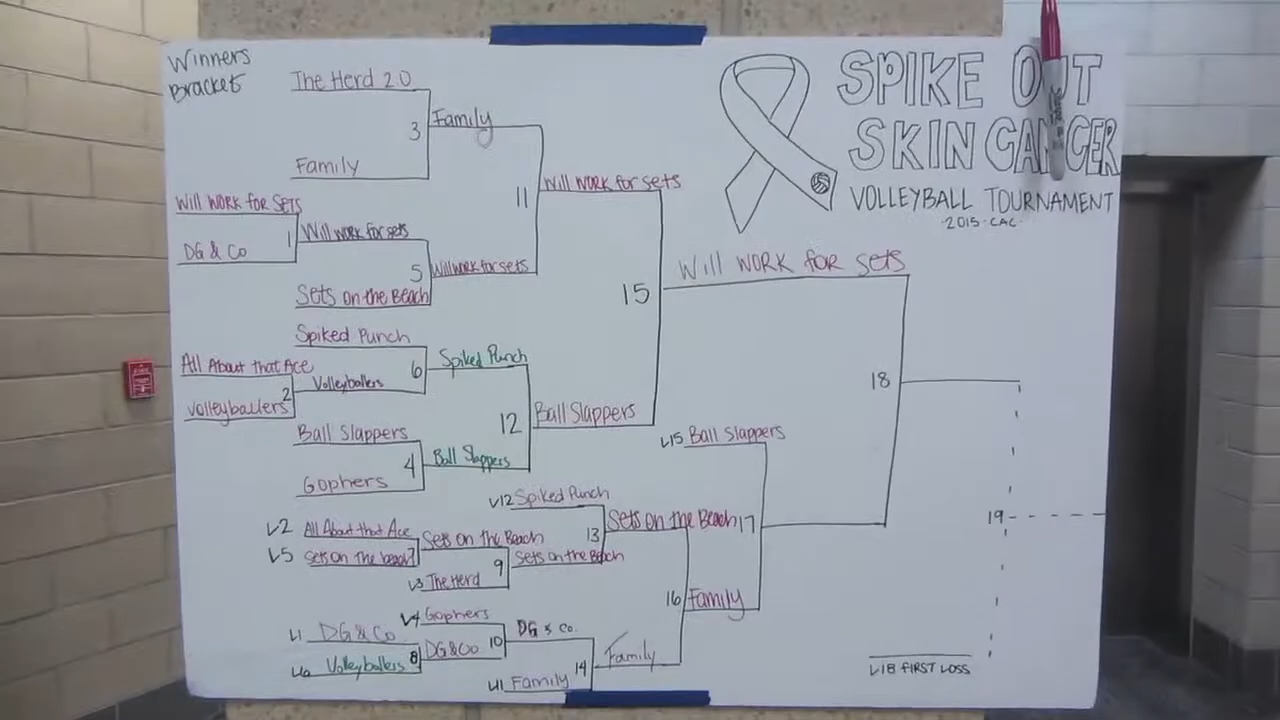 Winners
Bracket
SPIKE OUT
SKIN CANCER
VOLLEYBALL TOURNAMENT
·2015·CAC·
The Herd 2.0
3
Family
Family
11
Will WORK for SETS
DG & Co
1
Will work for sets
5
Sets on the Beach
Will work for sets
Will WORK for sets
15
Will WORK for sets
Spiked Punch
6
All About that Ace
Volleyballers
2
Volleyballers
Spiked Punch
12
Ball Slappers
4
Gophers
Ball Slappers
Ball Slappers
18
L15 Ball Slappers
L12 Spiked Punch
13
Sets on the Beach
17
L2 All About that Ace
L5 Sets on the beach
7
Sets on the Beach
9
L3 The Herd
Sets on the Beach
19
16
Family
L4 Gophers
10
L1 DG & Co
L6 Volleyballers
8
DG & Co
DG & Co.
14
L11 Family
Family
L18 FIRST LOSS